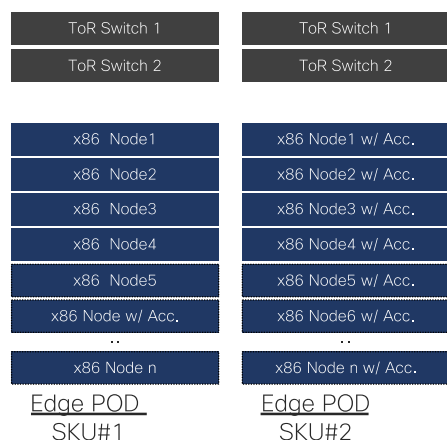 ToR Switch 1
ToR Switch 2
x86 Node1
x86 Node2
x86 Node3
x86 Node4
x86 Node5
x86 Node w/ Acc.
..
x86 Node n
Edge POD
SKU#1
ToR Switch 1
ToR Switch 2
x86 Node1 w/ Acc.
x86 Node2 w/ Acc.
x86 Node3 w/ Acc.
x86 Node4 w/ Acc.
x86 Node5 w/ Acc.
x86 Node6 w/ Acc.
..
x86 Node n w/ Acc.
Edge POD
SKU#2